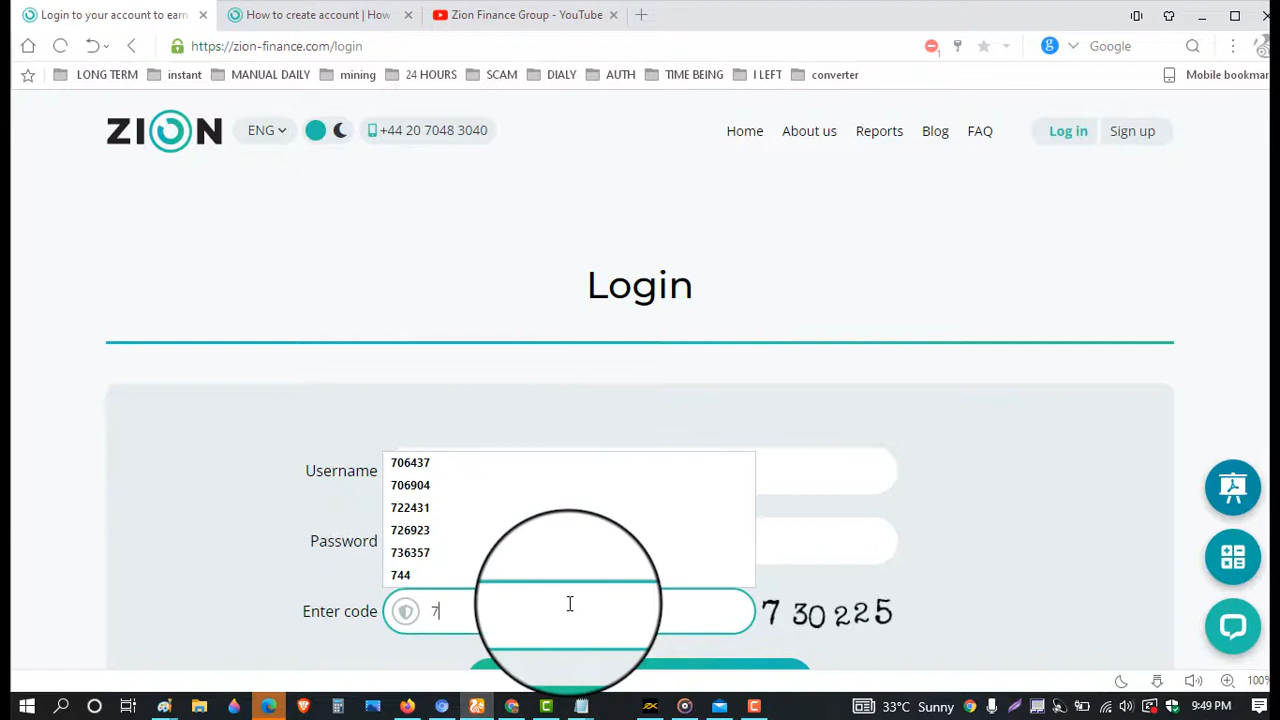 Login to your account to earn
How to create account | How
Zion Finance Group - YouTube
https://zion-finance.com/login
1
Google
LONG TERM
instant
MANUAL DAILY
mining
24 HOURS
SCAM
DIALY
AUTH
TIME BEING
I LEFT
converter
Mobile bookmar
ZION
ENG
+44 20 7048 3040
Home
About us
Reports
Blog
FAQ
Log in
Sign up
Login
Username
706437
706904
722431
726923
736357
744
Password
Enter code
7
7 30225
100%
33°C Sunny
9:49 PM